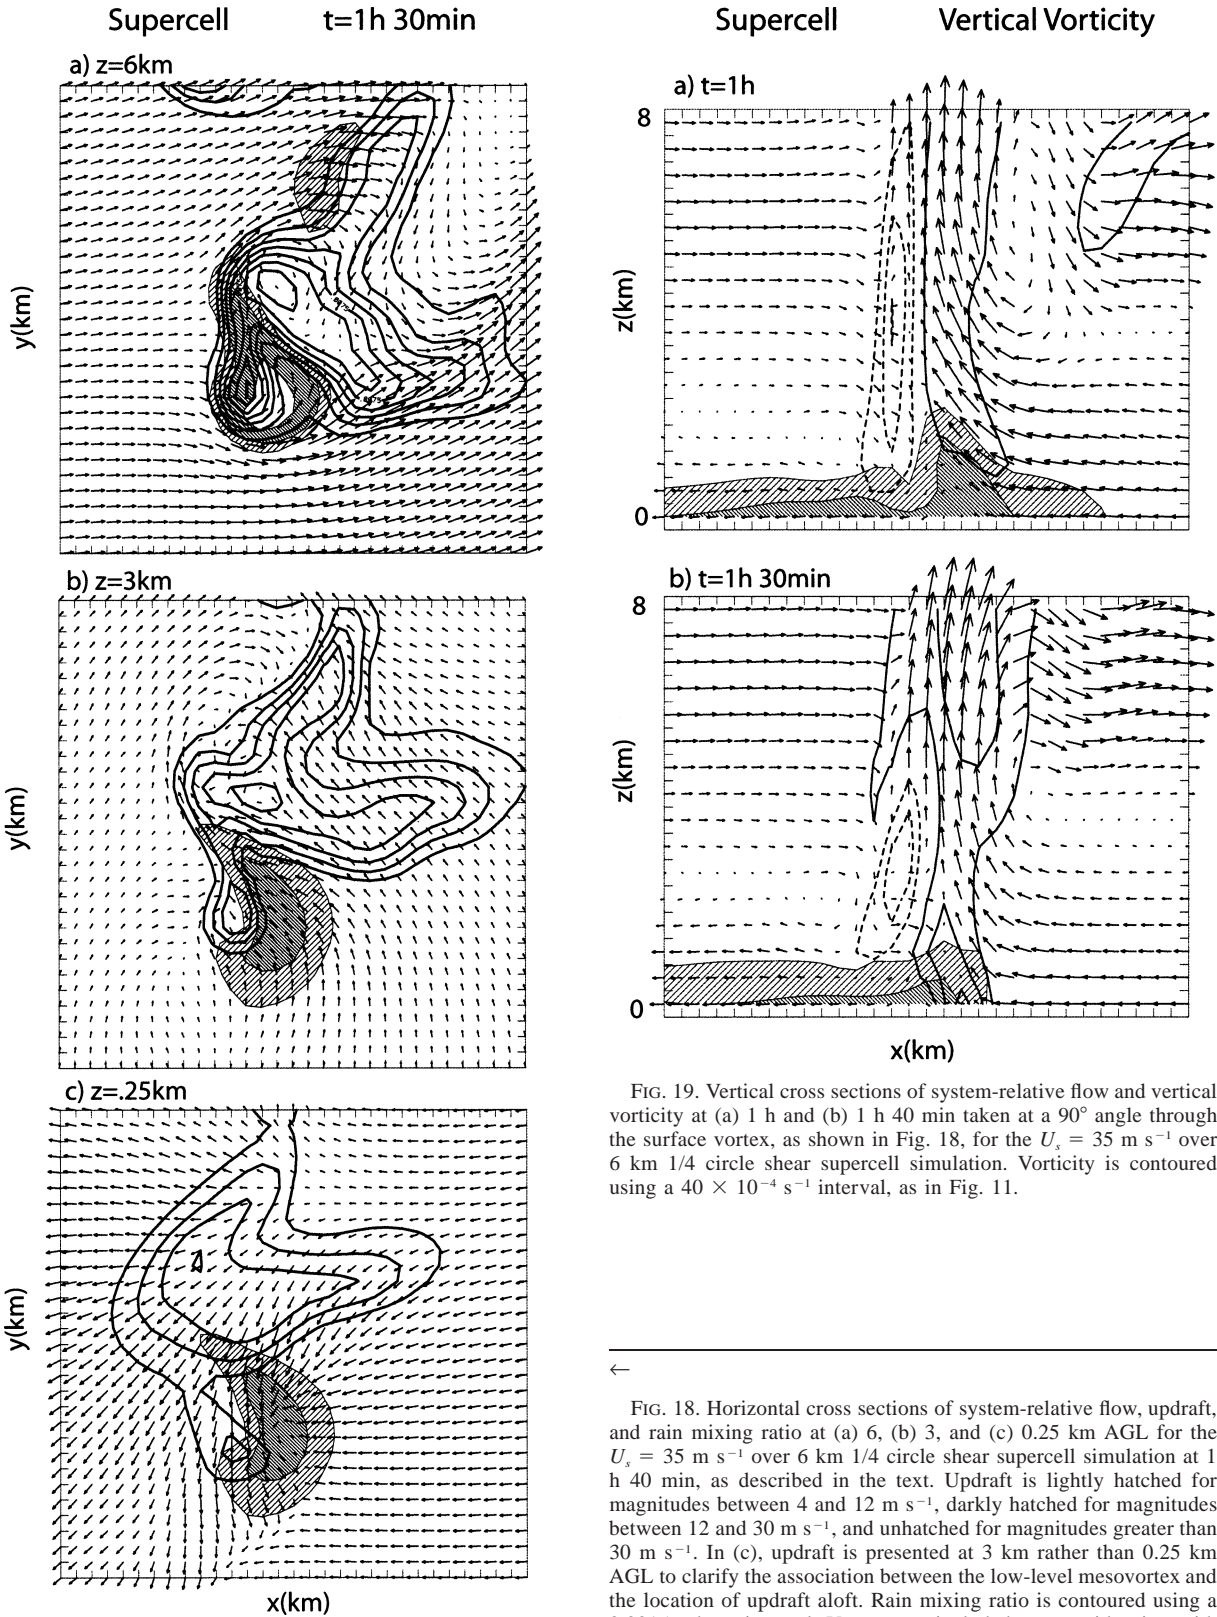 Supercell t=1h 30min
a) z=6km
y(km)
b) z=3km
y(km)
c) z=.25km
y(km)
x(km)
Supercell Vertical Vorticity
a) t=1h
8
z(km)
0
b) t=1h 30min
8
z(km)
0
x(km)
FIG. 19. Vertical cross sections of system-relative flow and vertical
vorticity at (a) 1 h and (b) 1 h 40 min taken at a 90° angle through
the surface vortex, as shown in Fig. 18, for the Uₛ = 35 m s⁻¹ over
6 km 1/4 circle shear supercell simulation. Vorticity is contoured
using a 40 × 10⁻⁴ s⁻¹ interval, as in Fig. 11.
←
FIG. 18. Horizontal cross sections of system-relative flow, updraft,
and rain mixing ratio at (a) 6, (b) 3, and (c) 0.25 km AGL for the
Uₛ = 35 m s⁻¹ over 6 km 1/4 circle shear supercell simulation at 1
h 40 min, as described in the text. Updraft is lightly hatched for
magnitudes between 4 and 12 m s⁻¹, darkly hatched for magnitudes
between 12 and 30 m s⁻¹, and unhatched for magnitudes greater than
30 m s⁻¹. In (c), updraft is presented at 3 km rather than 0.25 km
AGL to clarify the association between the low-level mesovortex and
the location of updraft aloft. Rain mixing ratio is contoured using a